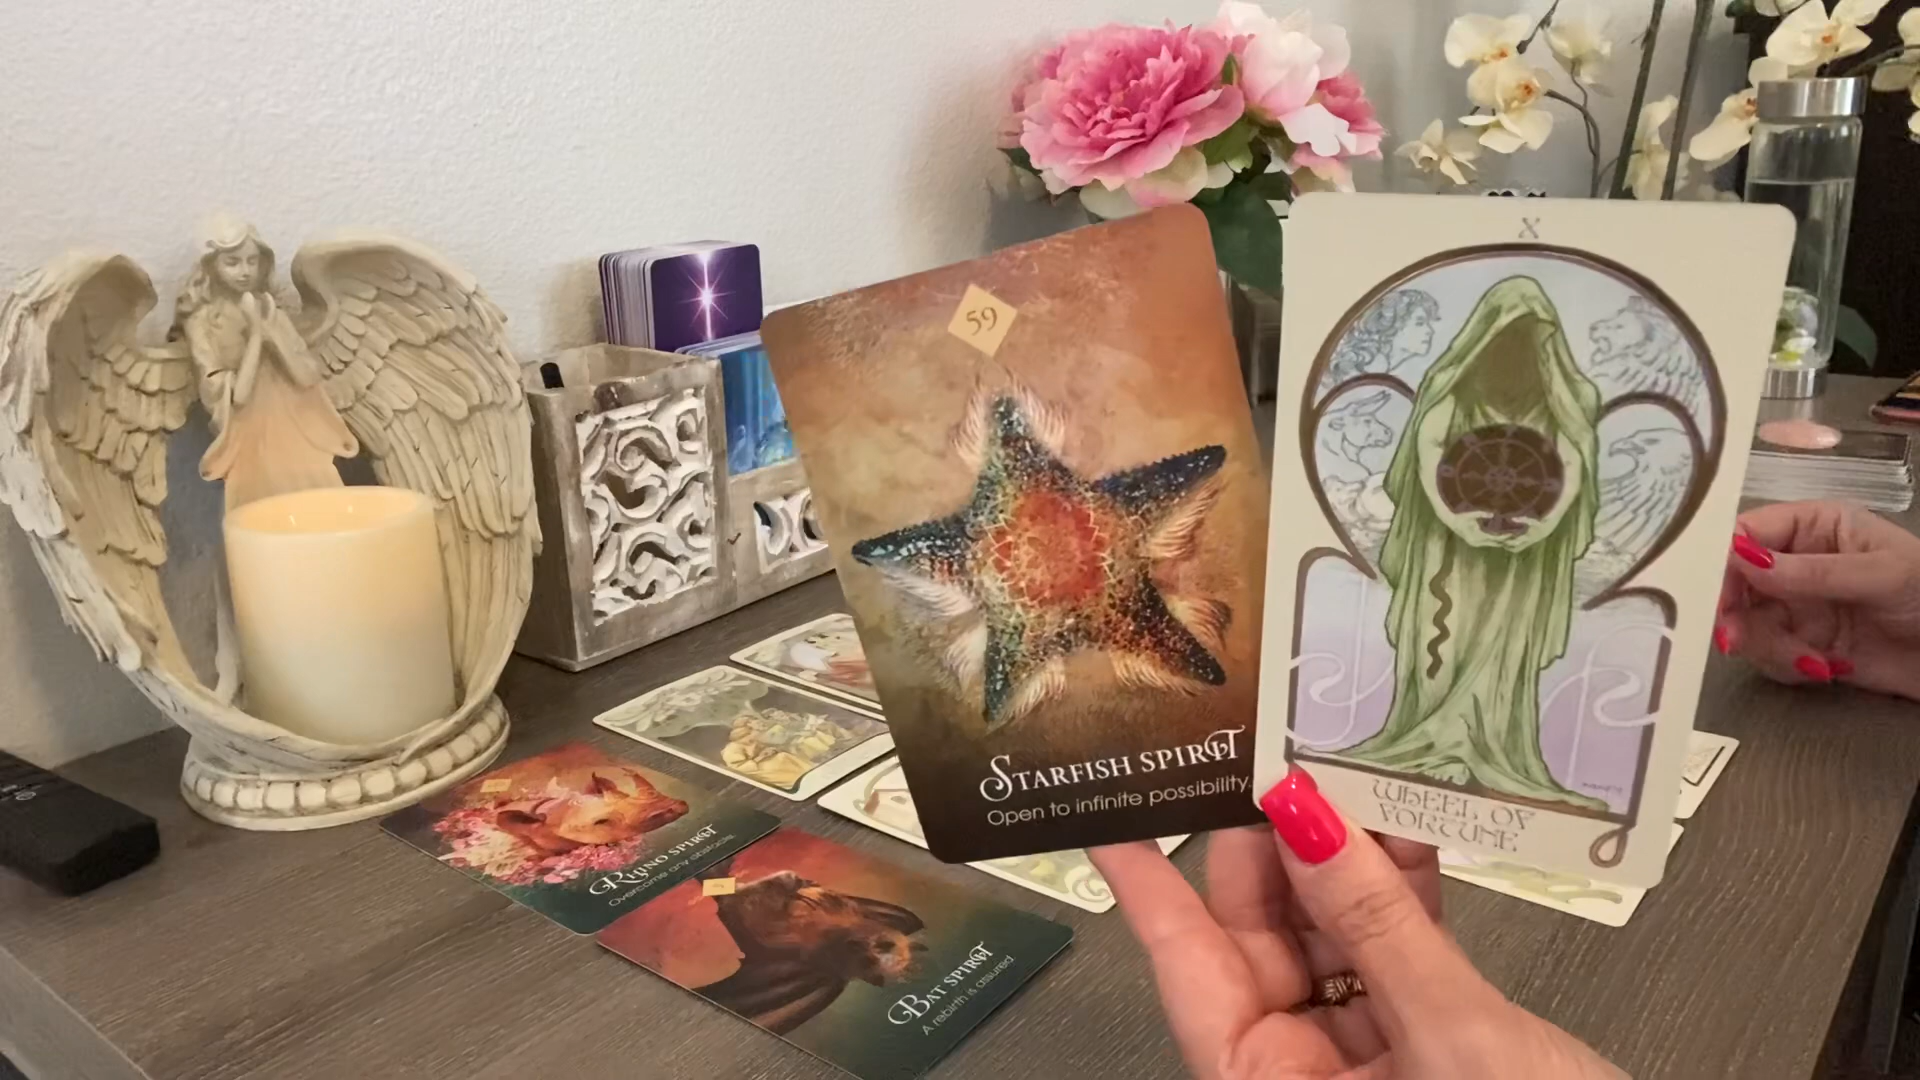 59
STARFISH SPIRIT
Open to infinite possibility.
X
WHEEL OF
FORTUNE
RHINO SPIRIT
Overcome any obstacle.
BAT SPIRIT
A rebirth is assured.